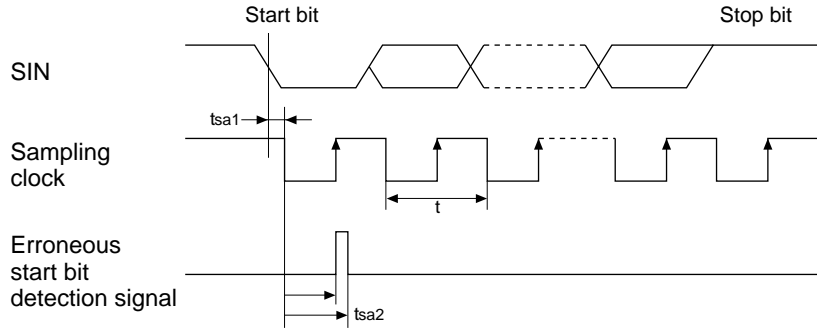 Start bit
Stop bit
SIN
tsa1
Sampling
clock
t
Erroneous
start bit
detection signal
tsa2